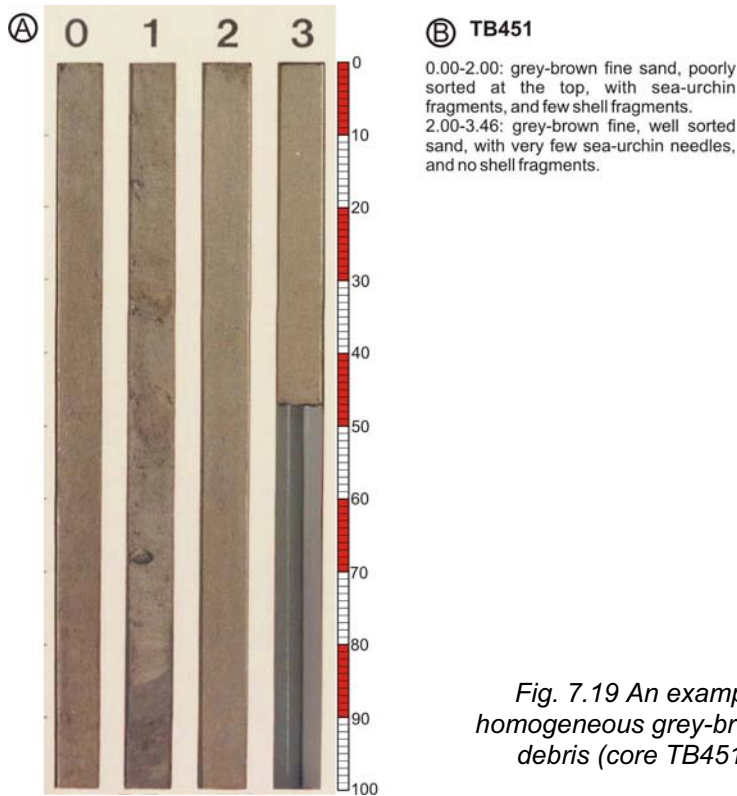 A
0 1 2 3
0
10
20
30
40
50
60
70
80
90
100
B TB451
0.00-2.00: grey-brown fine sand, poorly
sorted at the top, with sea-urchin
fragments, and few shell fragments.
2.00-3.46: grey-brown fine, well sorted
sand, with very few sea-urchin needles,
and no shell fragments.
Fig. 7.19 An examp
homogeneous grey-br
debris (core TB451